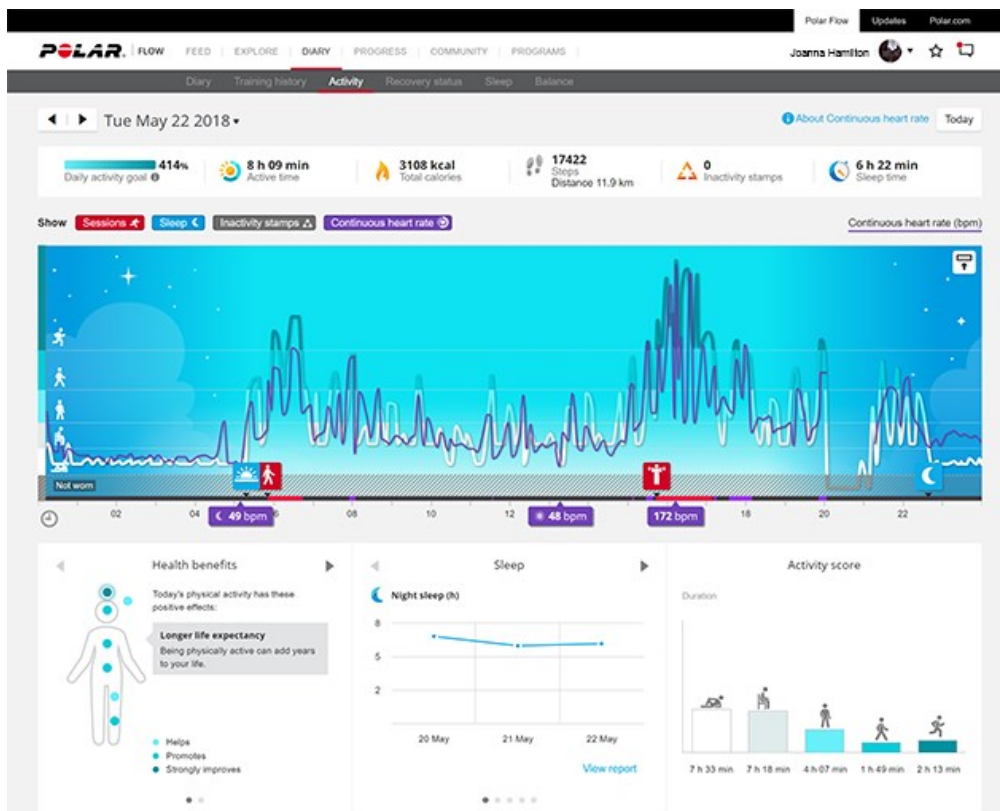 Polar Flow Updates Polar.com
POLAR. FLOW FEED EXPLORE DIARY PROGRESS COMMUNITY PROGRAMS Joanna Hamilton
Diary Training history Activity Recovery status Sleep Balance
Tue May 22 2018 About Continuous heart rate Today
414%
Daily activity goal
8 h 09 min
Active time
3108 kcal
Total calories
17422
Steps
Distance 11.9 km
0
Inactivity stamps
6 h 22 min
Sleep time
Show Sessions Sleep Inactivity stamps Continuous heart rate Continuous heart rate (bpm)
Not worn
02 04 6 08 10 12 18 20 22
49 bpm 48 bpm 172 bpm
Health benefits
Today's physical activity has these
positive effects:
Longer life expectancy
Being physically active can add years
to your life.
Helps
Promotes
Strongly improves
Sleep
Night sleep (h)
8
5
2
20 May 21 May 22 May
View report
Activity score
Duration
7 h 33 min 7 h 18 min 4 h 07 min 1 h 49 min 2 h 13 min